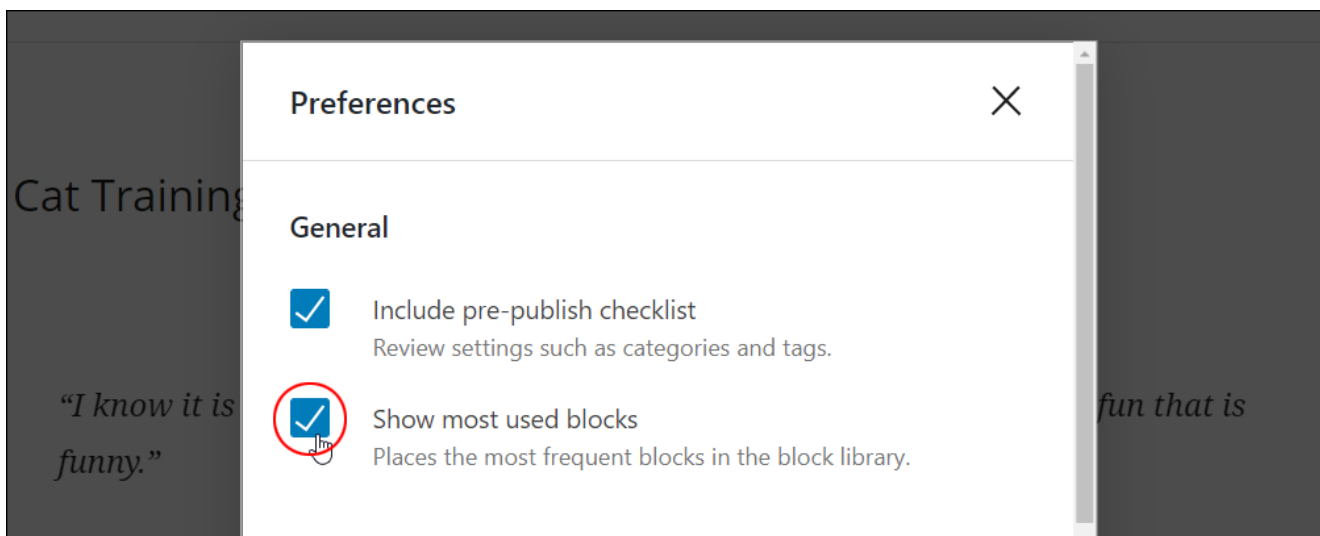 Preferences
Cat Training
General
Include pre-publish checklist
Review settings such as categories and tags.
“I know it is
fun that is
Show most used blocks
funny.”
Places the most frequent blocks in the block library.